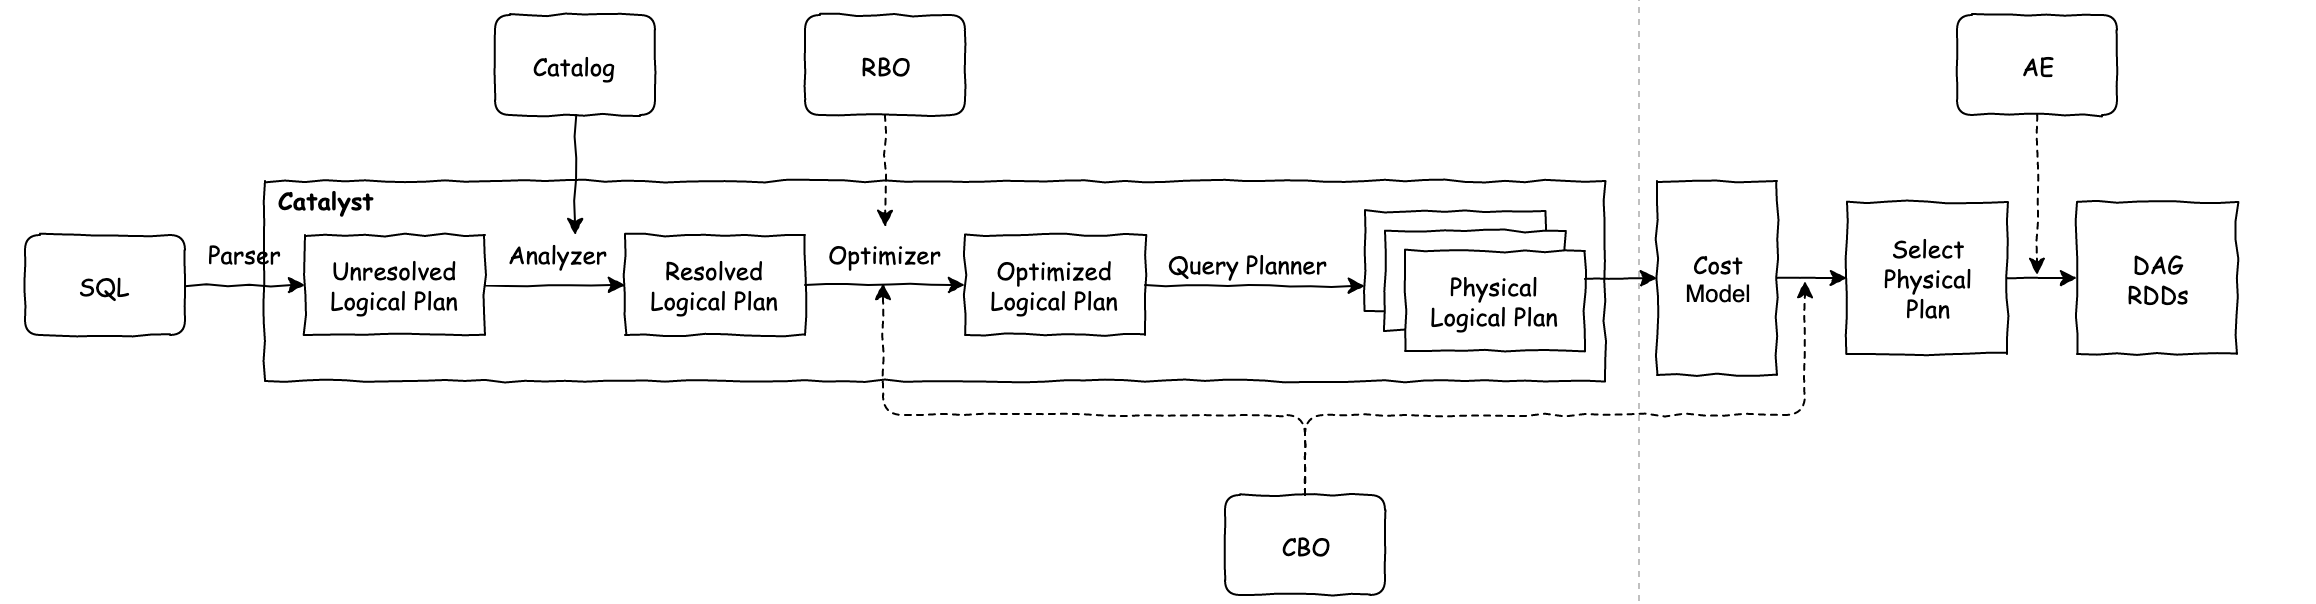 Catalog
RBO
AE
Catalyst
SQL
Parser
Unresolved
Logical Plan
Analyzer
Resolved
Logical Plan
Optimizer
Optimized
Logical Plan
Query Planner
Physical
Logical Plan
Cost
Model
Select
Physical
Plan
DAG
RDDs
CBO